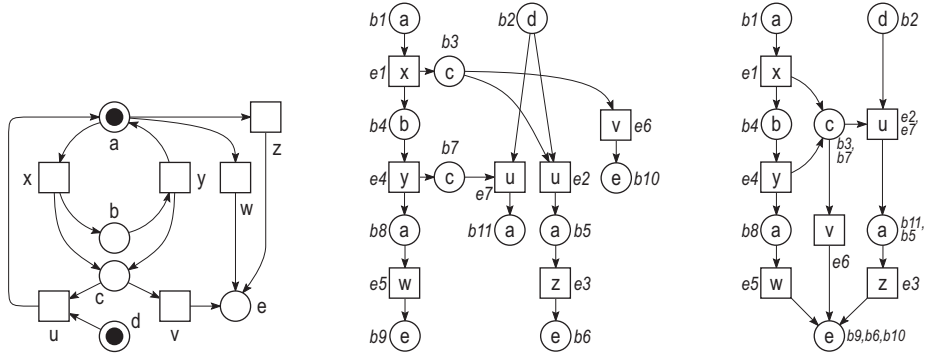 a
z
x
y
w
b
c
e
u
v
d
b1 a
b2 d
b3
e1 x c
b4 b
v e6
b7
e4 y c
e7 u
u e2
e b10
b8 a
b11 a
a b5
e5 w
z e3
b9 e
e b6
b1 a
d b2
e1 x
b4 b
c
b3,
b7
u e2,
e7
e4 y
b8 a
v
e6
a b11,
b5
e5 w
z e3
e b9,b6,b10